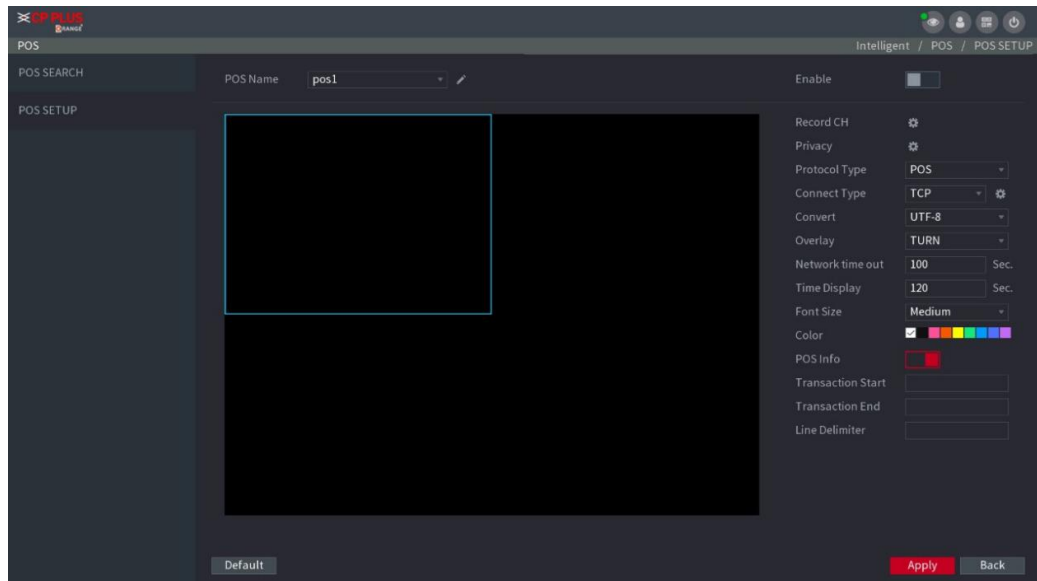 CP PLUS
ORANGE
POS
Intelligent / POS / POS SETUP
POS SEARCH
POS SETUP
POS Name pos1
Enable
Record CH
Privacy
Protocol Type POS
Connect Type TCP
Convert UTF-8
Overlay TURN
Network time out 100 Sec.
Time Display 120 Sec.
Font Size Medium
Color
POS Info
Transaction Start
Transaction End
Line Delimiter
Default
Apply
Back